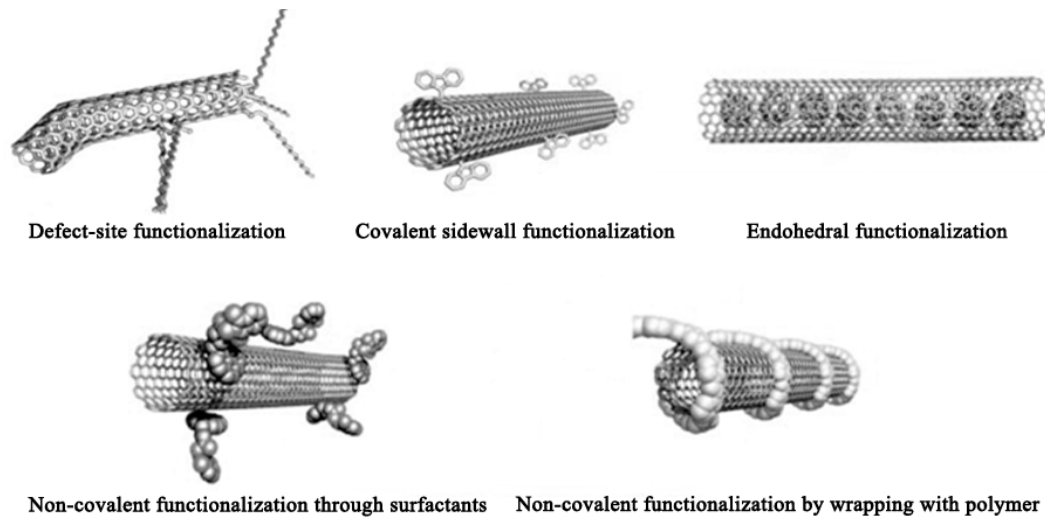 Defect-site functionalization
Covalent sidewall functionalization
Endohedral functionalization
Non-covalent functionalization through surfactants
Non-covalent functionalization by wrapping with polymer